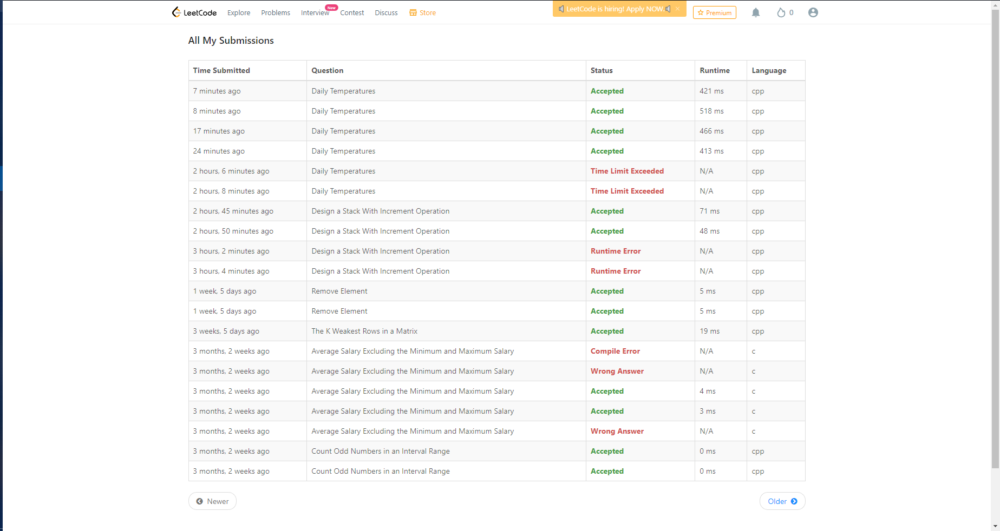 LeetCode Explore Problems Interview New Contest Discuss Store LeetCode is hiring! Apply NOW. × Premium 0
All My Submissions
Time Submitted Question Status Runtime Language
7 minutes ago Daily Temperatures Accepted 421 ms cpp
8 minutes ago Daily Temperatures Accepted 518 ms cpp
17 minutes ago Daily Temperatures Accepted 466 ms cpp
24 minutes ago Daily Temperatures Accepted 413 ms cpp
2 hours, 6 minutes ago Daily Temperatures Time Limit Exceeded N/A cpp
2 hours, 8 minutes ago Daily Temperatures Time Limit Exceeded N/A cpp
2 hours, 45 minutes ago Design a Stack With Increment Operation Accepted 71 ms cpp
2 hours, 50 minutes ago Design a Stack With Increment Operation Accepted 48 ms cpp
3 hours, 2 minutes ago Design a Stack With Increment Operation Runtime Error N/A cpp
3 hours, 4 minutes ago Design a Stack With Increment Operation Runtime Error N/A cpp
1 week, 5 days ago Remove Element Accepted 5 ms cpp
1 week, 5 days ago Remove Element Accepted 5 ms cpp
3 weeks, 5 days ago The K Weakest Rows in a Matrix Accepted 19 ms cpp
3 months, 2 weeks ago Average Salary Excluding the Minimum and Maximum Salary Compile Error N/A c
3 months, 2 weeks ago Average Salary Excluding the Minimum and Maximum Salary Wrong Answer N/A c
3 months, 2 weeks ago Average Salary Excluding the Minimum and Maximum Salary Accepted 4 ms c
3 months, 2 weeks ago Average Salary Excluding the Minimum and Maximum Salary Accepted 3 ms c
3 months, 2 weeks ago Average Salary Excluding the Minimum and Maximum Salary Wrong Answer N/A c
3 months, 2 weeks ago Count Odd Numbers in an Interval Range Accepted 0 ms cpp
3 months, 2 weeks ago Count Odd Numbers in an Interval Range Accepted 0 ms cpp
Newer Older